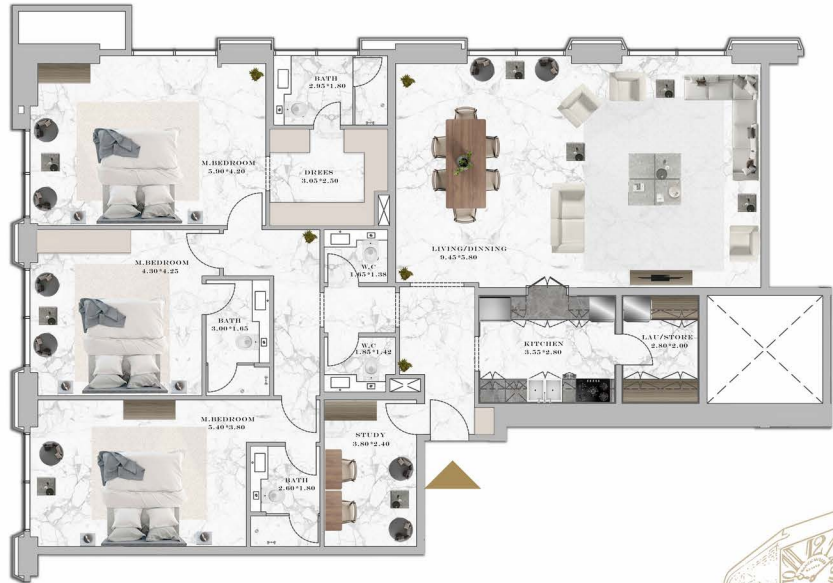 BATH
2.95*1.80
M.BEDROOM
5.90*4.20
DREES
3.05*2.50
LIVING/DINNING
9.45*5.80
M.BEDROOM
4.30*4.25
W.C
1.65*1.38
BATH
3.00*1.65
W.C
1.85*1.42
KITCHEN
3.55*2.80
LAU/STORE
2.80*2.00
M.BEDROOM
5.40*3.80
STUDY
3.80*2.40
BATH
2.60*1.80